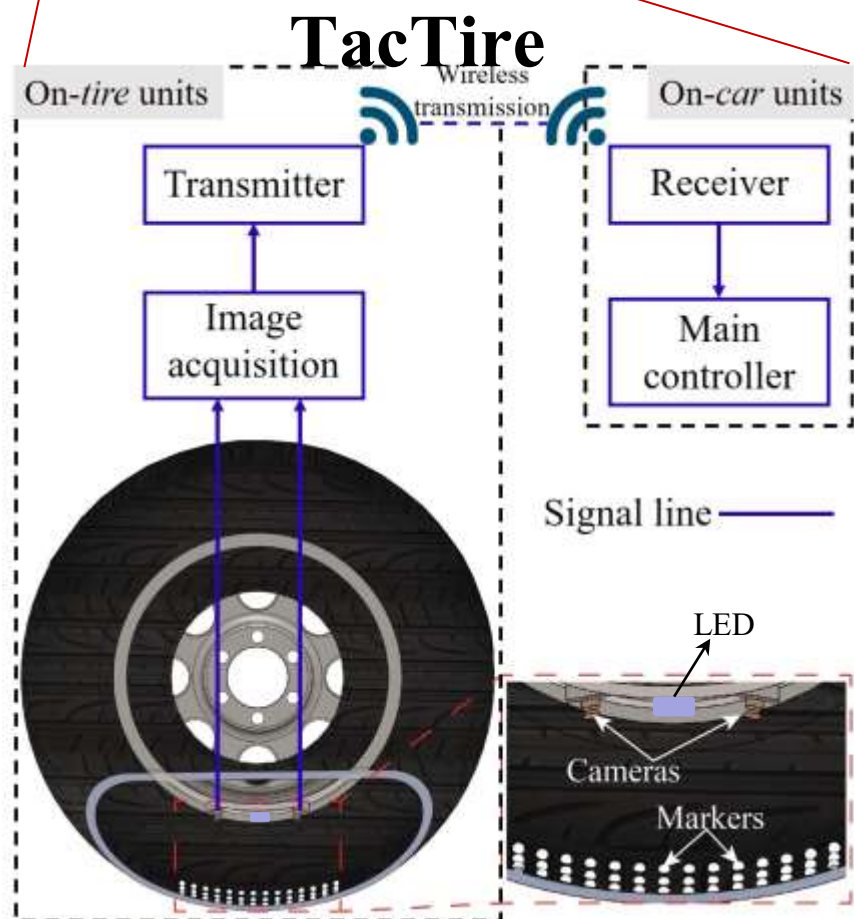 TacTire
On-tire units
Wireless
transmission
On-car units
Transmitter
Receiver
Image
acquisition
Main
controller
Signal line
LED
Cameras
Markers